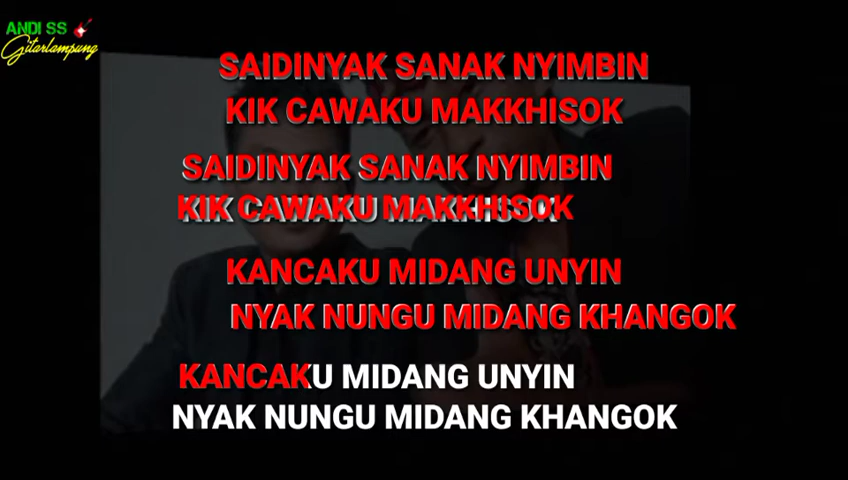 ANDI SS
Gitarlampung
SAIDINYAK SANAK NYIMBIN
KIK CAWAKU MAKKHISOK
SAIDINYAK SANAK NYIMBIN
KIK CAWAKU MAKKHISOK
KANCAKU MIDANG UNYIN
NYAK NUNGU MIDANG KHANGOK
KANCAKU MIDANG UNYIN
NYAK NUNGU MIDANG KHANGOK